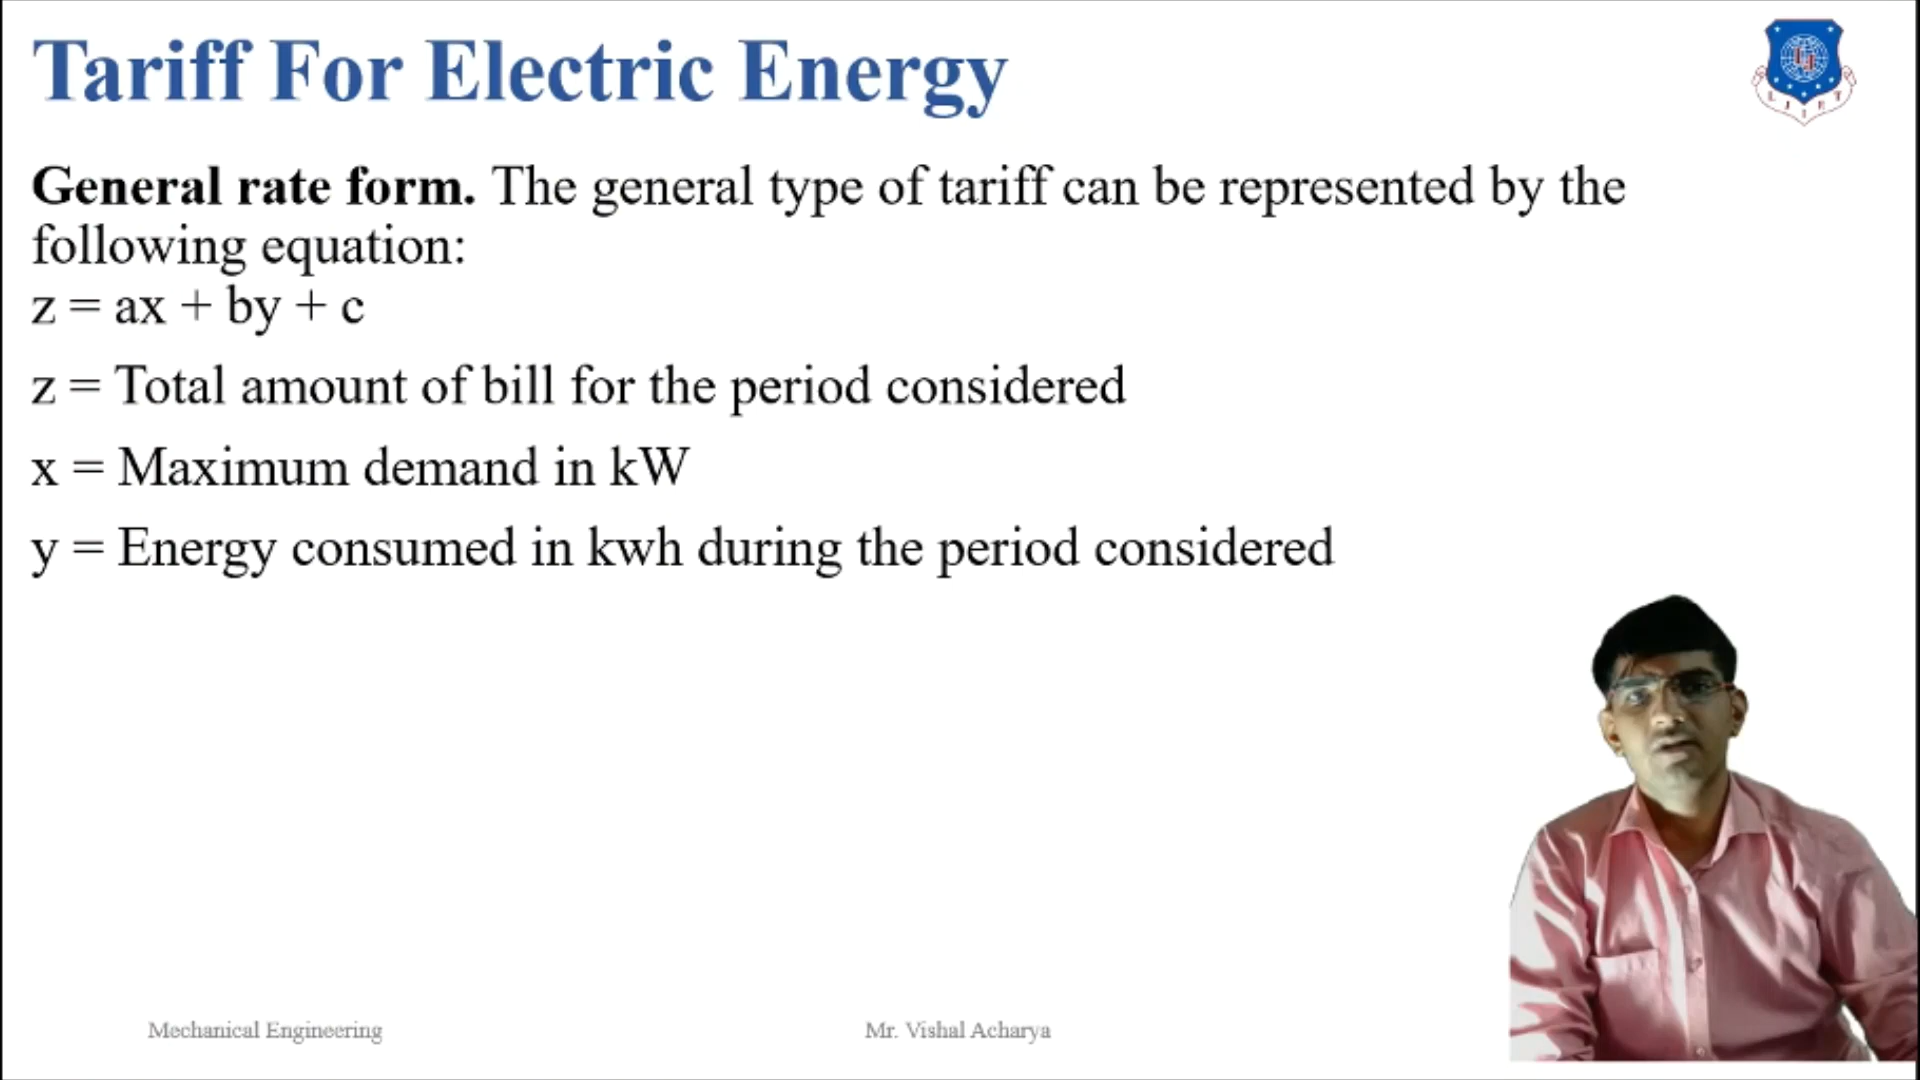 Tariff For Electric Energy
General rate form. The general type of tariff can be represented by the
following equation:
z = ax + by + c
z = Total amount of bill for the period considered
x = Maximum demand in kW
y = Energy consumed in kwh during the period considered
Mechanical Engineering
Mr. Vishal Acharya